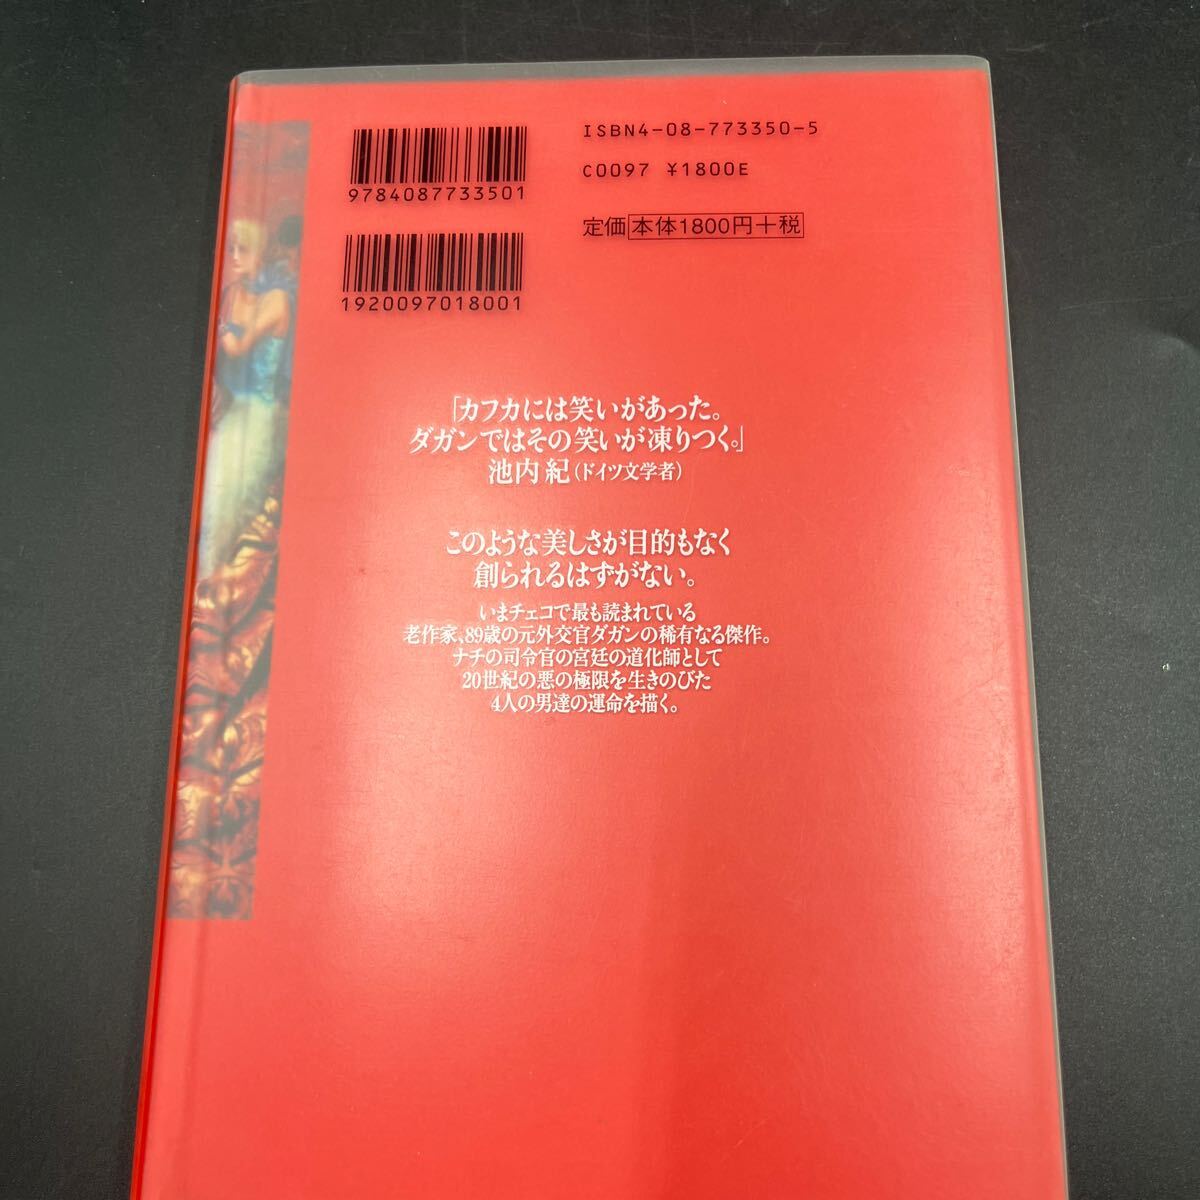 9784087733501
ISBN4-08-773350-5
C0097 ¥1800E
定価 本体1800円+税
1920097018001
「カフカには笑いがあった。
ダガンではその笑いが凍りつく。」
池内 紀(ドイツ文学者)
このような美しさが目的もなく
創られるはずがない。
いまチェコで最も読まれている
老作家、89歳の元外交官ダガンの稀有なる傑作。
ナチの司令官の宮廷の道化師として
20世紀の悪の極限を生きのびた
4人の男達の運命を描く。